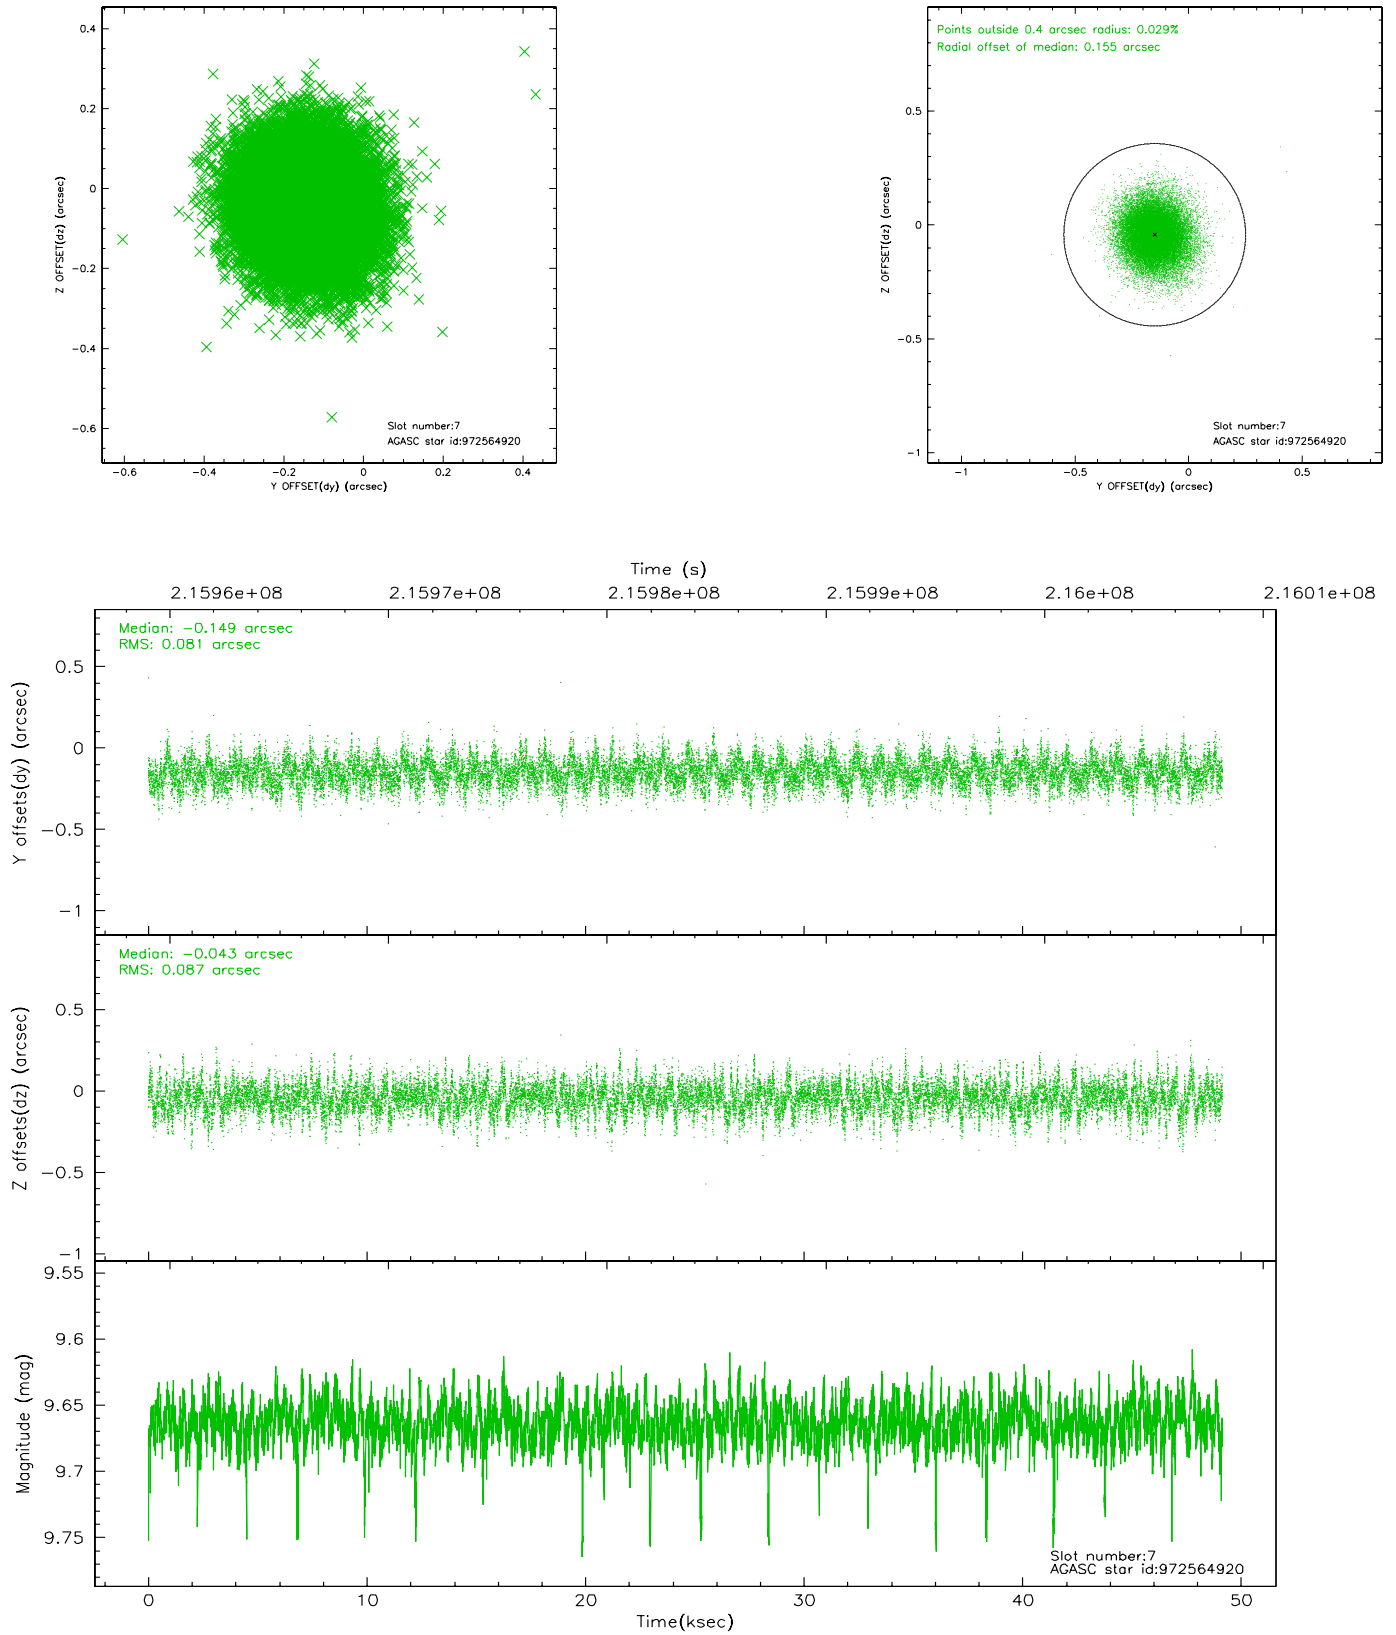 0.4
0.2
0
-0.2
-0.4
-0.6
Z OFFSET(dz) (arcsec)
Slot number:7
AGASC star id:972564920
-0.6 -0.4 -0.2 0 0.2 0.4
Y OFFSET(dy) (arcsec)
Points outside 0.4 arcsec radius: 0.029%
Radial offset of median: 0.155 arcsec
0.5
0
-0.5
-1
Z OFFSET(dz) (arcsec)
Slot number:7
AGASC star id:972564920
-1 -0.5 0 0.5
Y OFFSET(dy) (arcsec)
Time (s)
2.1596e+08 2.1597e+08 2.1598e+08 2.1599e+08 2.16e+08 2.1601e+08
Median: -0.149 arcsec
RMS: 0.081 arcsec
0.5
0
-0.5
-1
Y offsets(dy) (arcsec)
Median: -0.043 arcsec
RMS: 0.087 arcsec
0.5
0
-0.5
-1
Z offsets(dz) (arcsec)
9.55
9.6
9.65
9.7
9.75
Magnitude (mag)
Slot number:7
AGASC star id:972564920
0 10 20 30 40 50
Time(ksec)